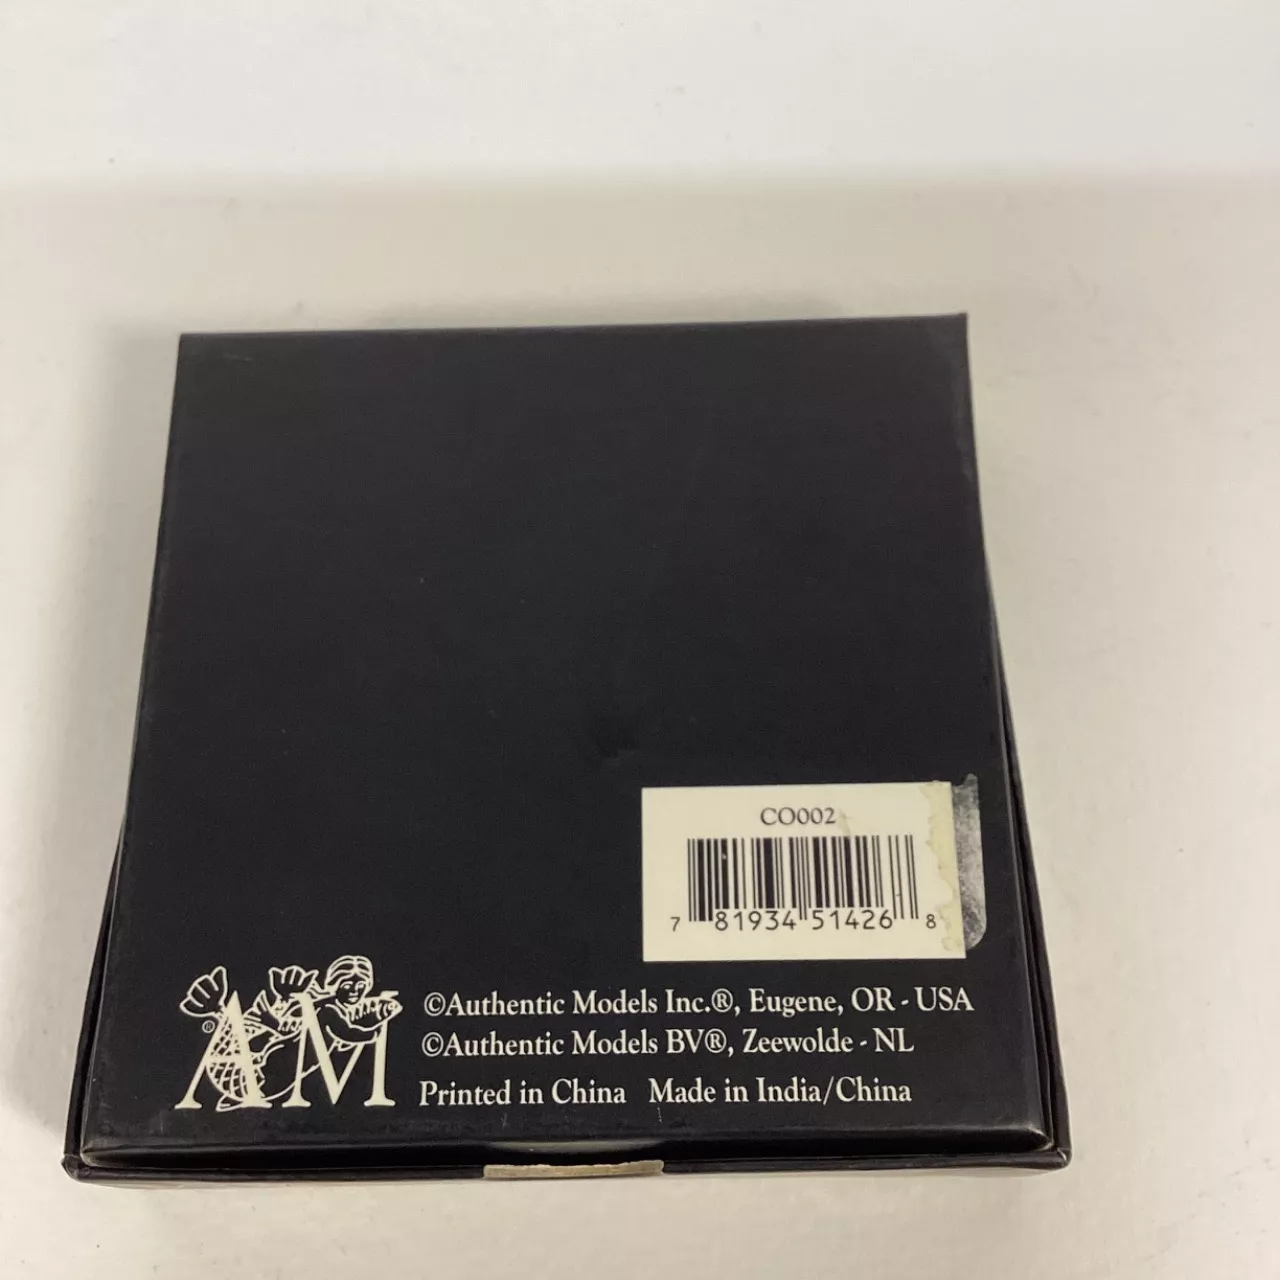 CO002
7 81934 51426 8
AM®
©Authentic Models Inc.®, Eugene, OR - USA
©Authentic Models BV®, Zeewolde - NL
Printed in China Made in India/China